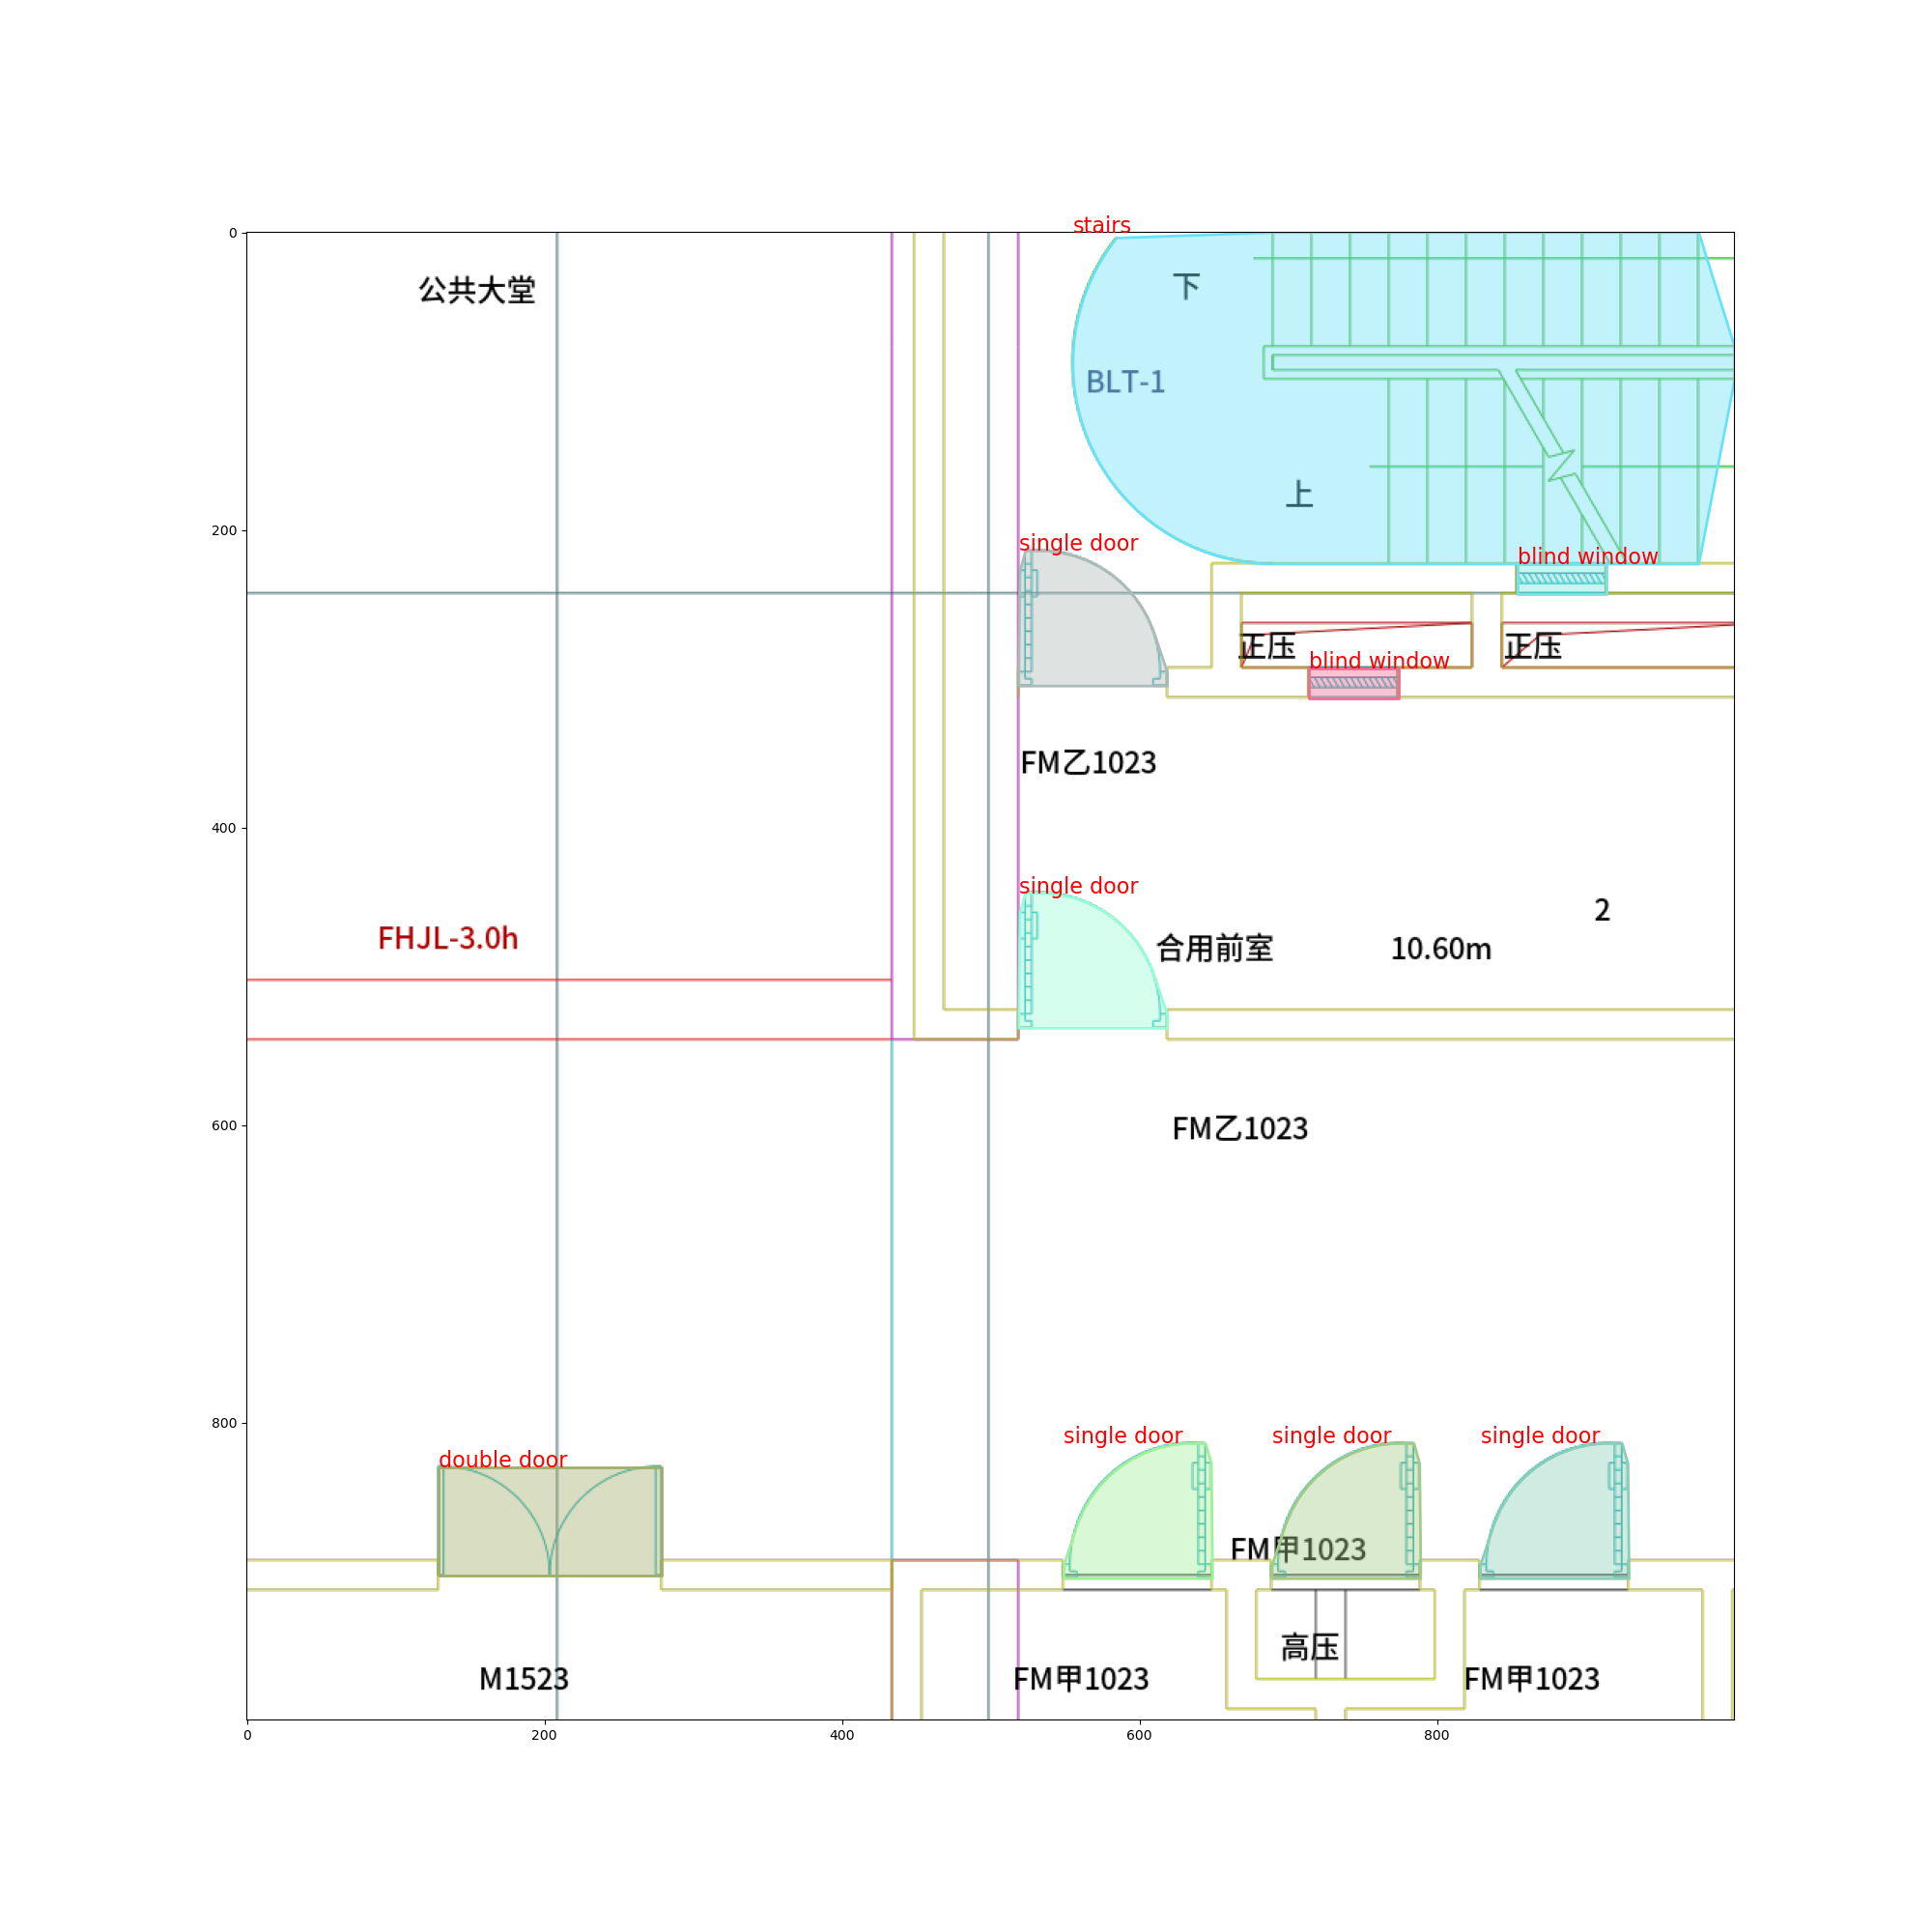 0
stairs
公共大堂
下
BLT-1
上
200
single door
blind window
正压
正压
blind window
FM乙1023
400
single door
2
FHJL-3.0h
合用前室
10.60m
600
FM乙1023
800
single door
single door
single door
double door
FM甲1023
高压
M1523
FM甲1023
FM甲1023
0
200
400
600
800